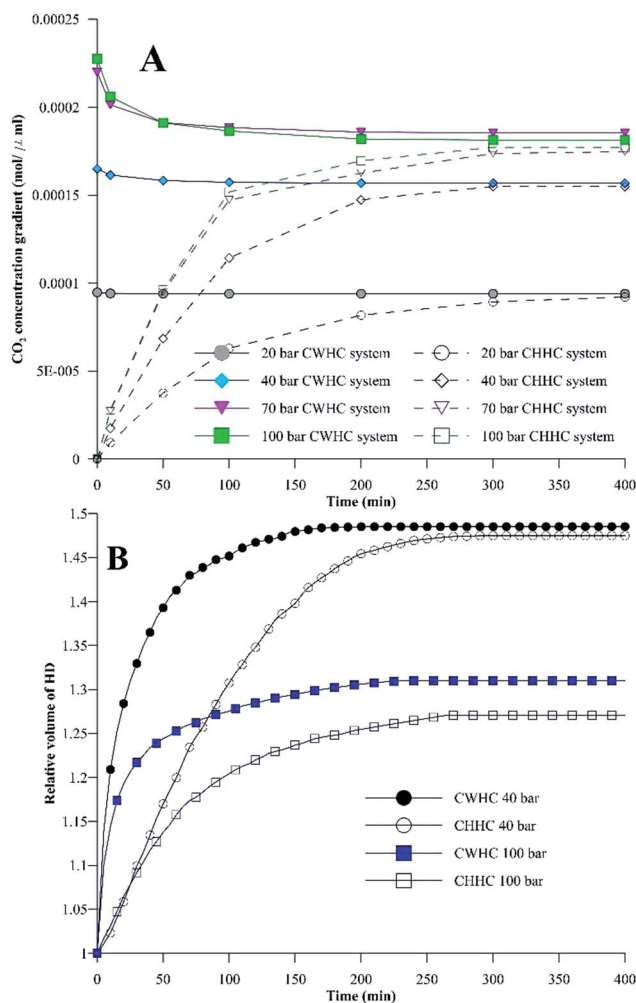 0.00025
A
0.0002
0.00015
0.0001
5E-005
0
CO₂ concentration gradient (mol/ μ ml)
20 bar CWHC system
20 bar CHHC system
40 bar CWHC system
40 bar CHHC system
70 bar CWHC system
70 bar CHHC system
100 bar CWHC system
100 bar CHHC system
0 50 100 150 200 250 300 350 400
Time (min)
1.5
B
1.45
1.4
1.35
1.3
1.25
1.2
1.15
1.1
1.05
1
Relative volume of HD
CWHC 40 bar
CHHC 40 bar
CWHC 100 bar
CHHC 100 bar
0 50 100 150 200 250 300 350 400
Time (min)